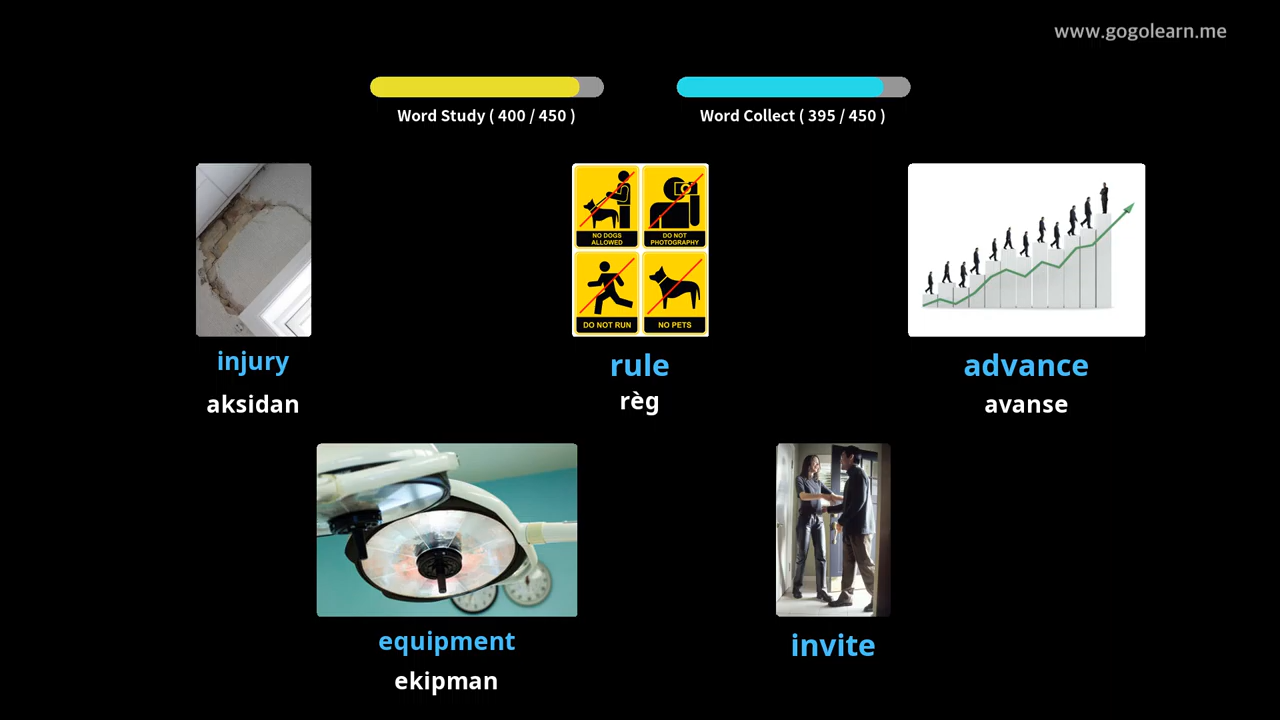 www.gogolearn.me
Word Study ( 400 / 450 )
Word Collect ( 395 / 450 )
NO DOGS
ALLOWED
DO NOT
PHOTOGRAPHY
DO NOT RUN
NO PETS
injury
rule
advance
aksidan
règ
avanse
equipment
invite
ekipman